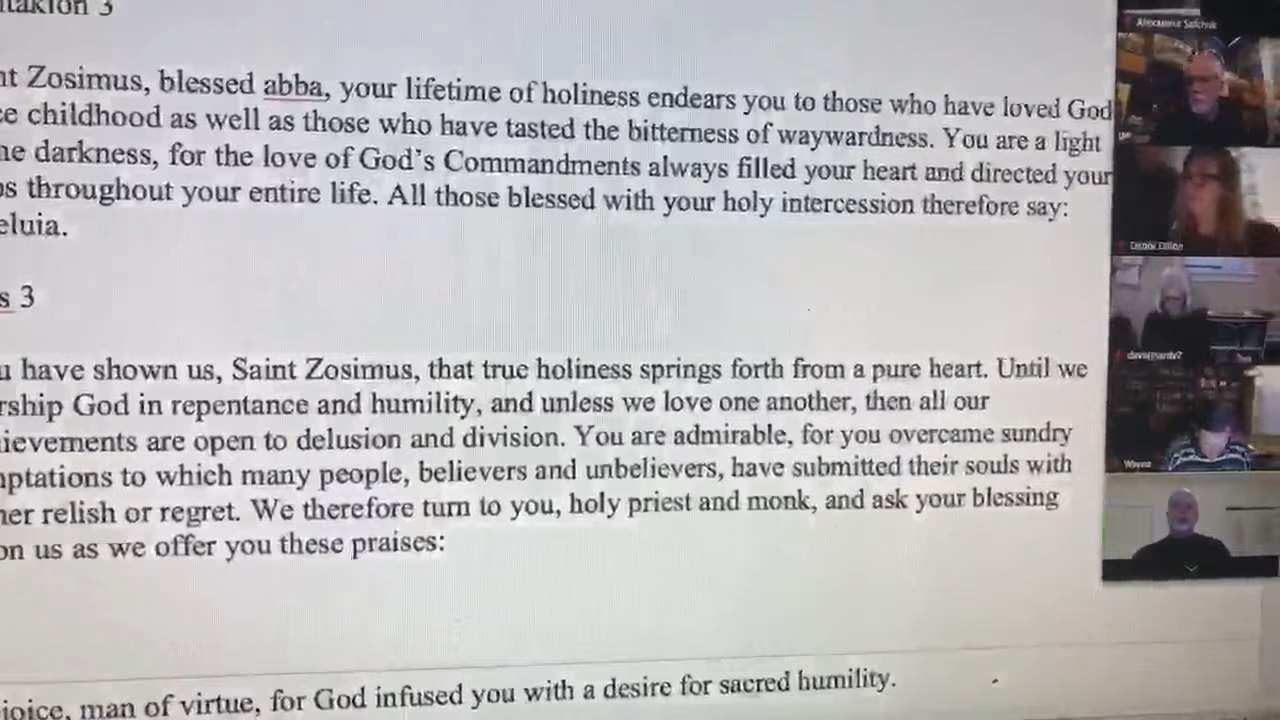 ntakion 3
nt Zosimus, blessed abba, your lifetime of holiness endears you to those who have loved God
ce childhood as well as those who have tasted the bitterness of waywardness. You are a light
he darkness, for the love of God's Commandments always filled your heart and directed your
ps throughout your entire life. All those blessed with your holy intercession therefore say:
eluia.
s 3
u have shown us, Saint Zosimus, that true holiness springs forth from a pure heart. Until we
rship God in repentance and humility, and unless we love one another, then all our
ievements are open to delusion and division. You are admirable, for you overcame sundry
nptations to which many people, believers and unbelievers, have submitted their souls with
her relish or regret. We therefore turn to you, holy priest and monk, and ask your blessing
on us as we offer you these praises:
joice, man of virtue, for God infused you with a desire for sacred humility.